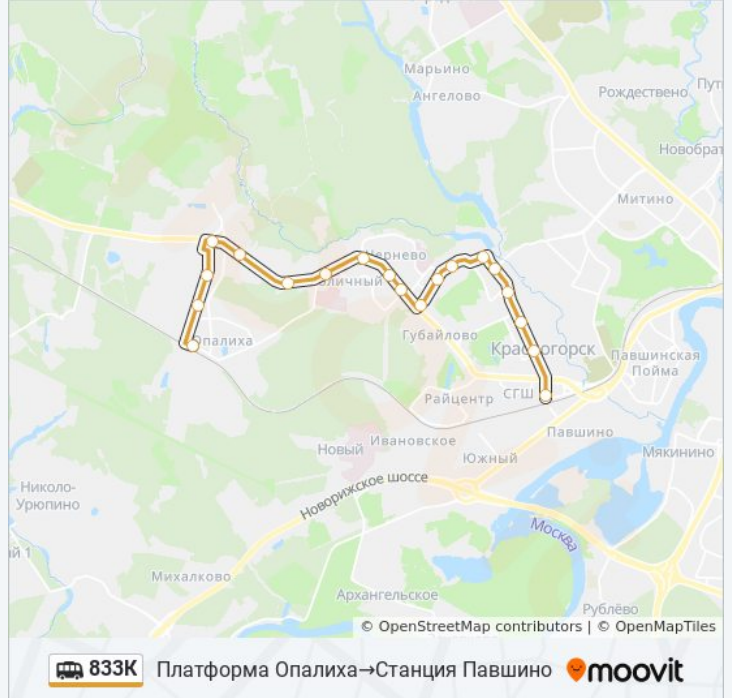 Марьино
Ангелово
Рождествено
Новобрат
Митино
Чернево
Губайлово
Опалиха
Красногорск
Павшинская
Пойма
СГШ
Райцентр
Павшино
Ивановское
Новый
Южный
Мякинино
Новорижское шоссе
Николо-
Урюпино
й 1
Москва
Михалково
Архангельское
Рублёво
© OpenStreetMap contributors | © OpenMapTiles
833К Платформа Опалиха→Станция Павшино moovit